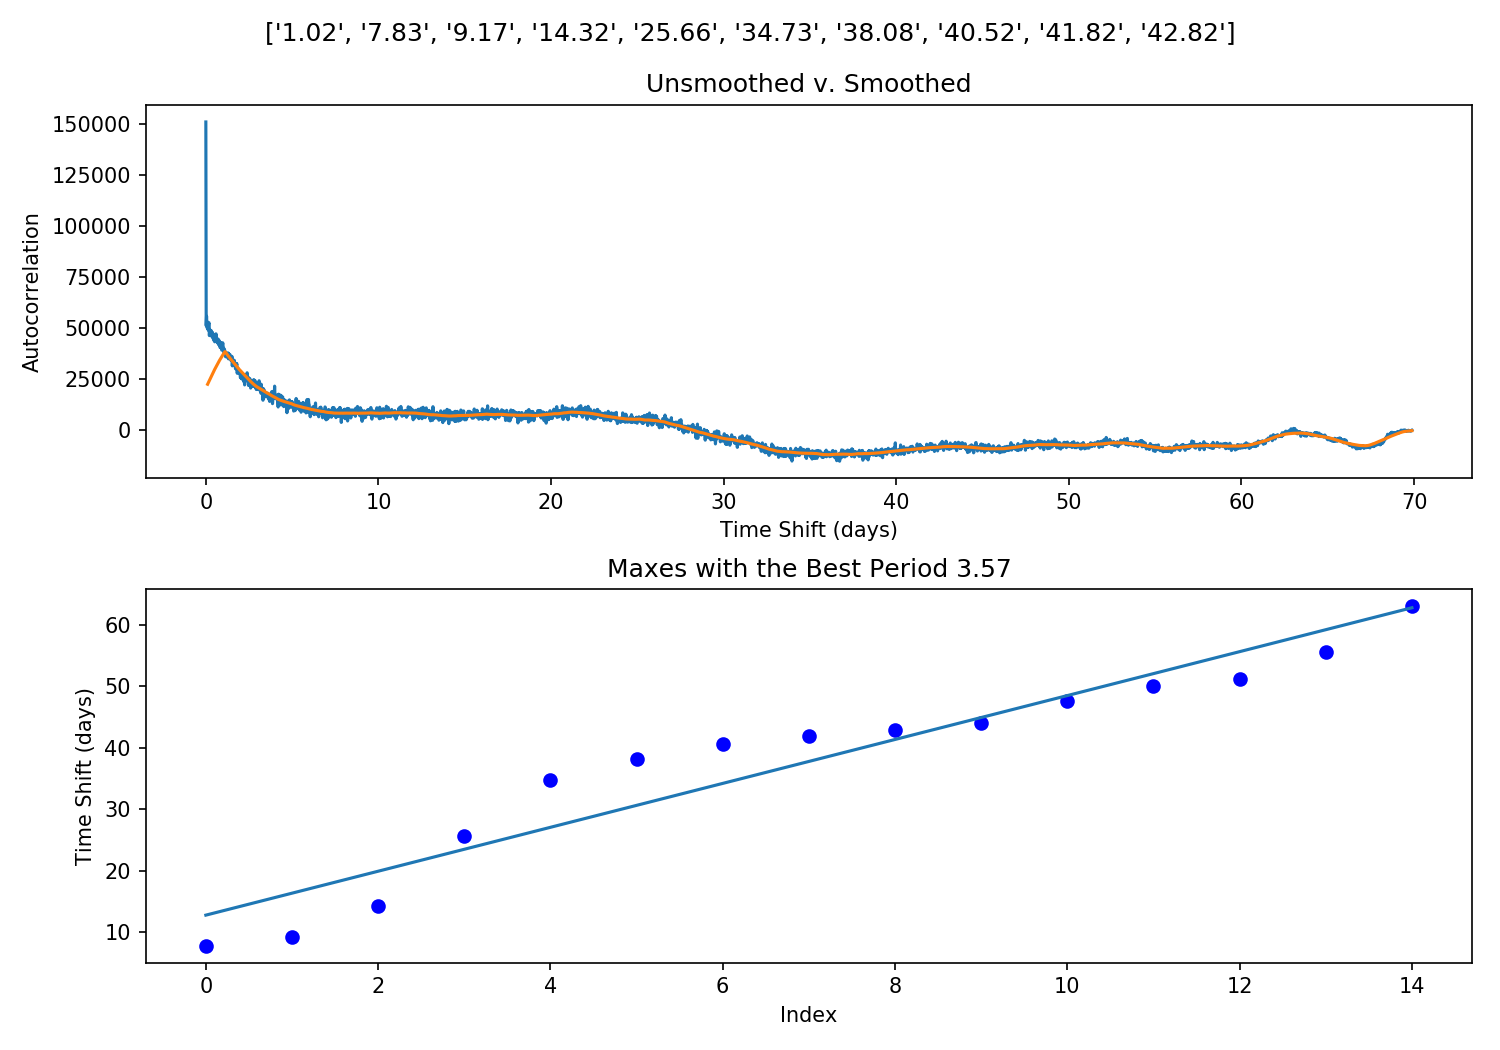 ['1.02', '7.83', '9.17', '14.32', '25.66', '34.73', '38.08', '40.52', '41.82', '42.82']
Unsmoothed v. Smoothed
150000
125000
100000
75000
50000
25000
0
Autocorrelation
0 10 20 30 40 50 60 70
Time Shift (days)
Maxes with the Best Period 3.57
60
50
40
30
20
10
Time Shift (days)
0 2 4 6 8 10 12 14
Index